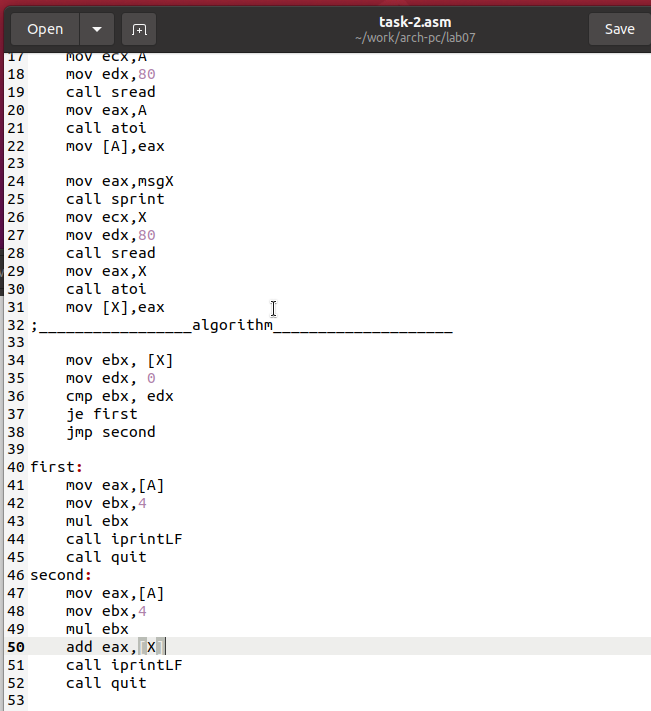 Open
task-2.asm
~/work/arch-pc/lab07
Save
17 mov ecx,A
18 mov edx,80
19 call sread
20 mov eax,A
21 call atoi
22 mov [A],eax
23
24 mov eax,msgX
25 call sprint
26 mov ecx,X
27 mov edx,80
28 call sread
29 mov eax,X
30 call atoi
31 mov [X],eax
32 ;_________________algorithm____________________
33
34 mov ebx, [X]
35 mov edx, 0
36 cmp ebx, edx
37 je first
38 jmp second
39
40 first:
41 mov eax,[A]
42 mov ebx,4
43 mul ebx
44 call iprintLF
45 call quit
46 second:
47 mov eax,[A]
48 mov ebx,4
49 mul ebx
50 add eax,[X]
51 call iprintLF
52 call quit
53